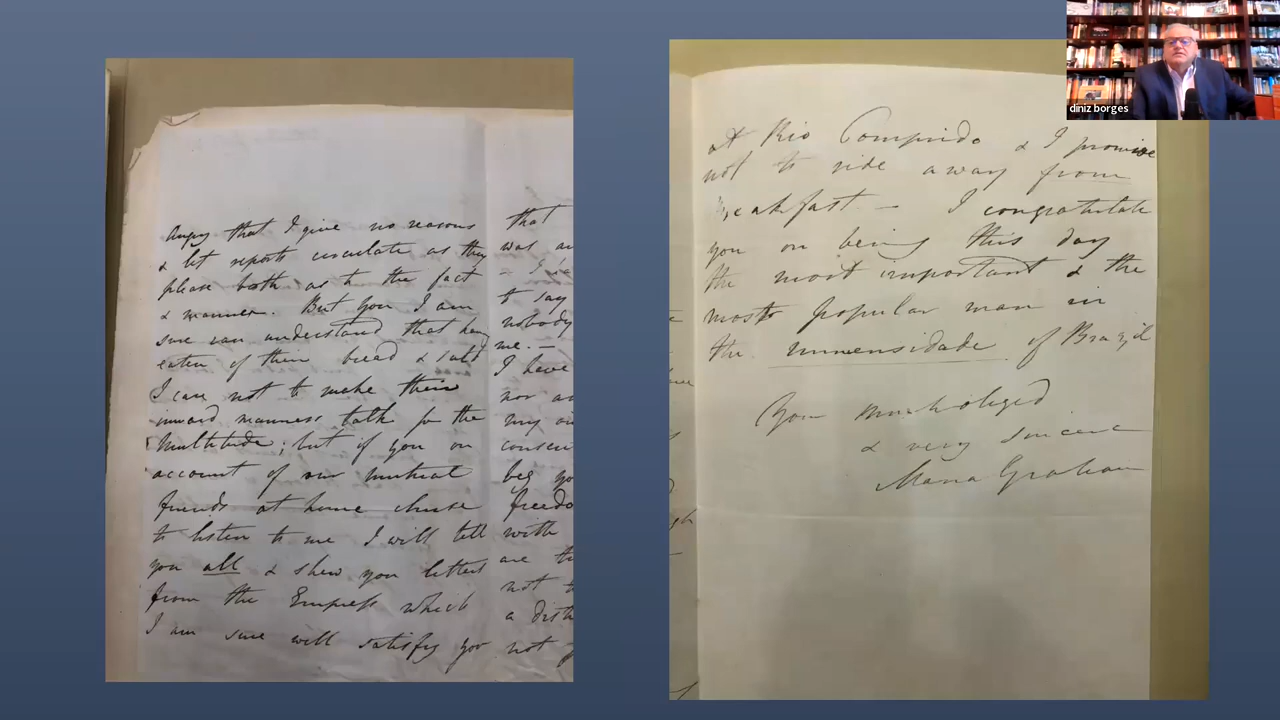 Angry that I give no reasons
& let reports circulate as they
please both as to the fact
& manner. But you I am
sure can understand that having
eaten of their bread & salt
I care not to make their
inward manners talk for the
Multitude; but if you on
account of our mutual
friends at home chuse
to listen to me I will tell
you all & shew you letters
from the Empress which
I am sure will satisfy you
that
was
to say
nobody
me. —
I have
nor
my
beg yo
freedo
with
are th
not t
a dist
not
at Rio Comprido & I promise
not to ride away from
breakfast — I congratulate
you on being this day
the most important & the
most popular man in
the immensidade of Brazil
Your much obliged
& very sincere
Maria Graham
diniz borges